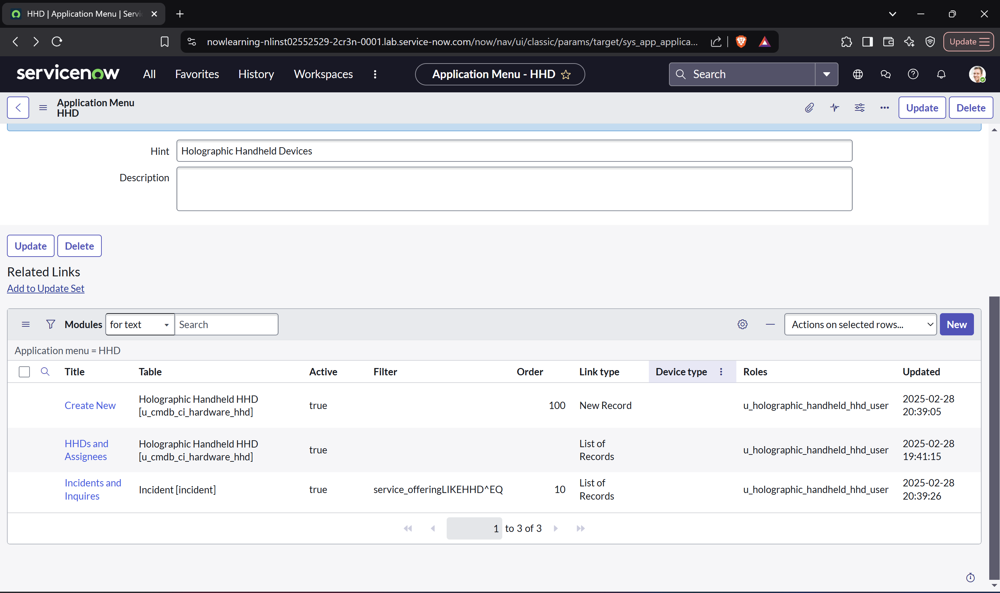 HHD | Application Menu | Servi
nowlearning-nlinst02552529-2cr3n-0001.lab.service-now.com/now/nav/ui/classic/params/target/sys_app_applica...
Update
servicenow
All
Favorites
History
Workspaces
Application Menu - HHD
Search
Application Menu
HHD
Update
Delete
Hint
Holographic Handheld Devices
Description
Update
Delete
Related Links
Add to Update Set
Modules
for text
Search
Actions on selected rows...
New
Application menu = HHD
Title Table Active Filter Order Link type Device type Roles Updated
Create New
Holographic Handheld HHD
[u_cmdb_ci_hardware_hhd]
true
100
New Record
u_holographic_handheld_hhd_user
2025-02-28
20:39:05
HHDs and
Assignees
Holographic Handheld HHD
[u_cmdb_ci_hardware_hhd]
true
List of
Records
u_holographic_handheld_hhd_user
2025-02-28
19:41:15
Incidents and
Inquires
Incident [incident]
true
service_offeringLIKEHHD^EQ
10
List of
Records
u_holographic_handheld_hhd_user
2025-02-28
20:39:26
1 to 3 of 3